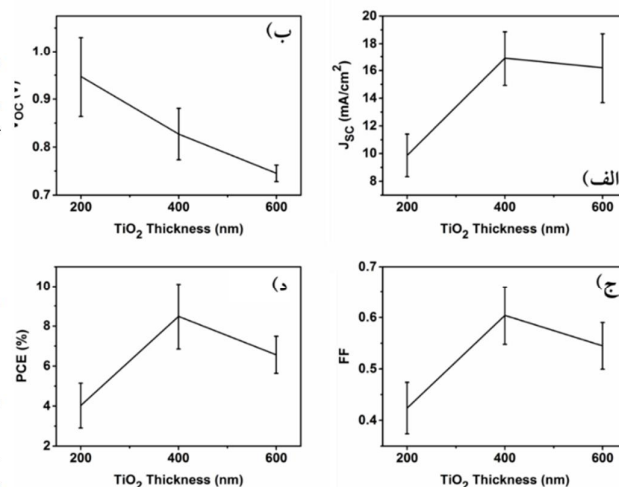 ب)
1.0
0.9
0.8
0.7
200 400 600
TiO2 Thickness (nm)
الف)
J_SC (mA/cm²)
20
18
16
14
12
10
8
200 400 600
TiO2 Thickness (nm)
د)
PCE (%)
10
8
6
4
2
200 400 600
TiO2 Thickness (nm)
ج)
FF
0.7
0.6
0.5
0.4
200 400 600
TiO2 Thickness (nm)